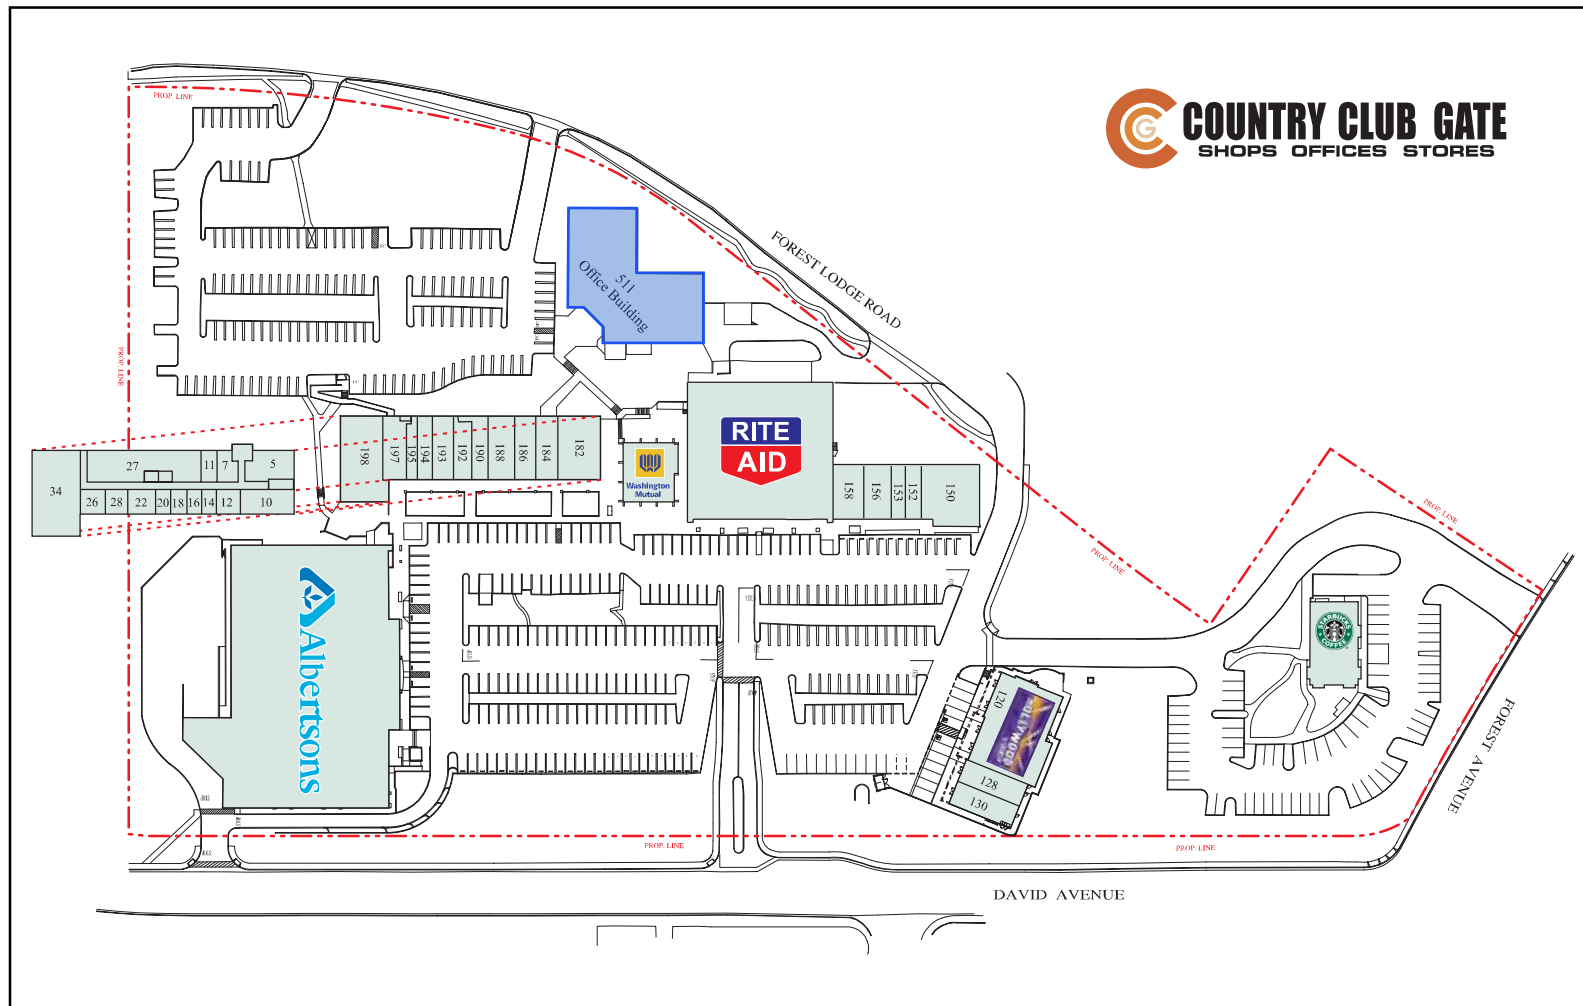 COUNTRY CLUB GATE
SHOPS OFFICES STORES
PROP. LINE
FOREST LODGE ROAD
511
Office Building
PROP. LINE
RITE
AID
198
197
195
194
193
192
190
188
186
184
182
Washington
Mutual
158
156
153
152
150
27
11
7
5
34
26
28
22
20
18
16
14
12
10
PROP. LINE
PROP. LINE
Albertsons
STARBUCKS
COFFEE
120
HOLLYWOOD
128
130
FOREST AVENUE
PROP. LINE
PROP. LINE
DAVID AVENUE